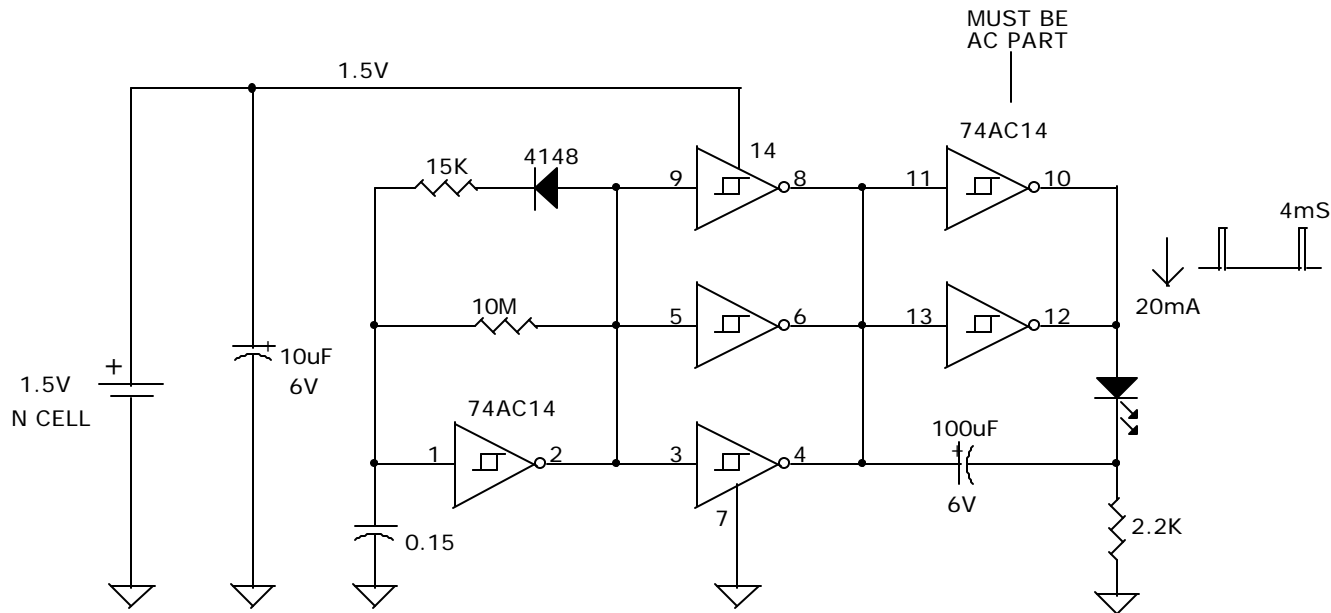 MUST BE
AC PART
1.5V
74AC14
15K
4148
14
9
8
11
10
4mS
10M
5
6
13
12
20mA
+
10uF
6V
+
1.5V
N CELL
74AC14
1
2
3
4
100uF
+
6V
7
0.15
2.2K